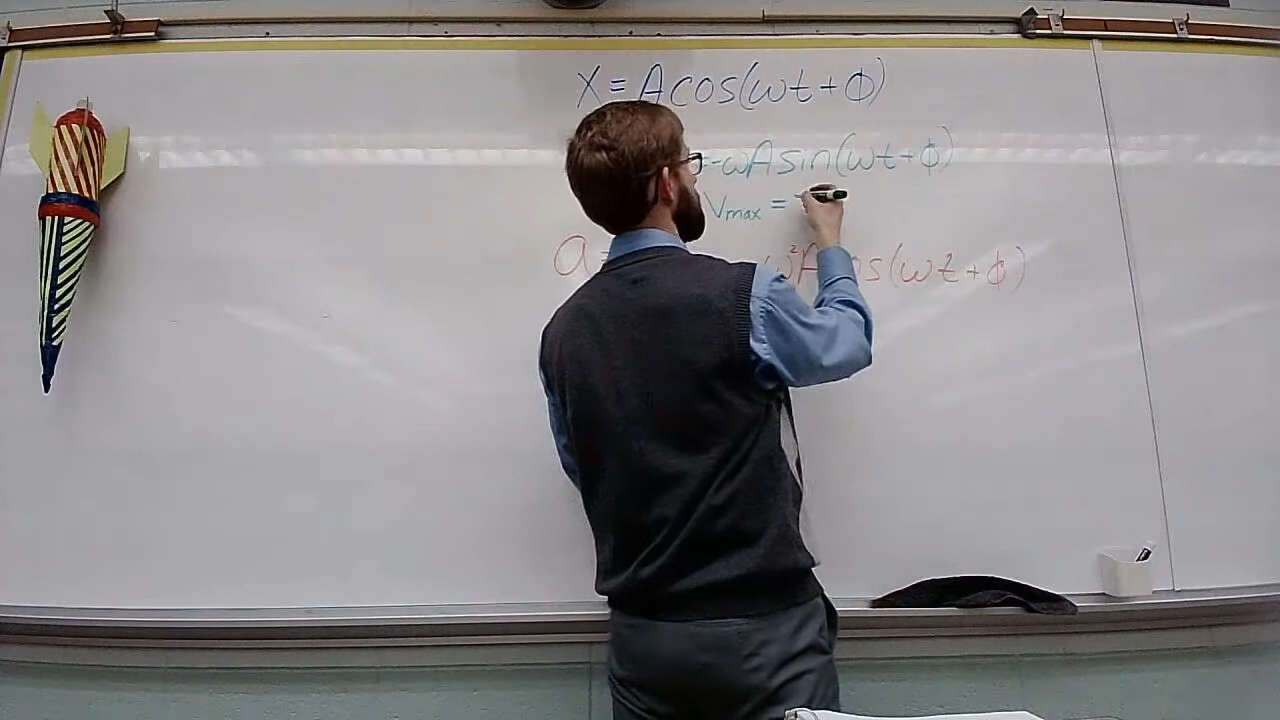 x = Acos(ωt+ϕ)
=-ωAsin(ωt+ϕ)
Vmax =
a = ω²Acos(ωt+ϕ)